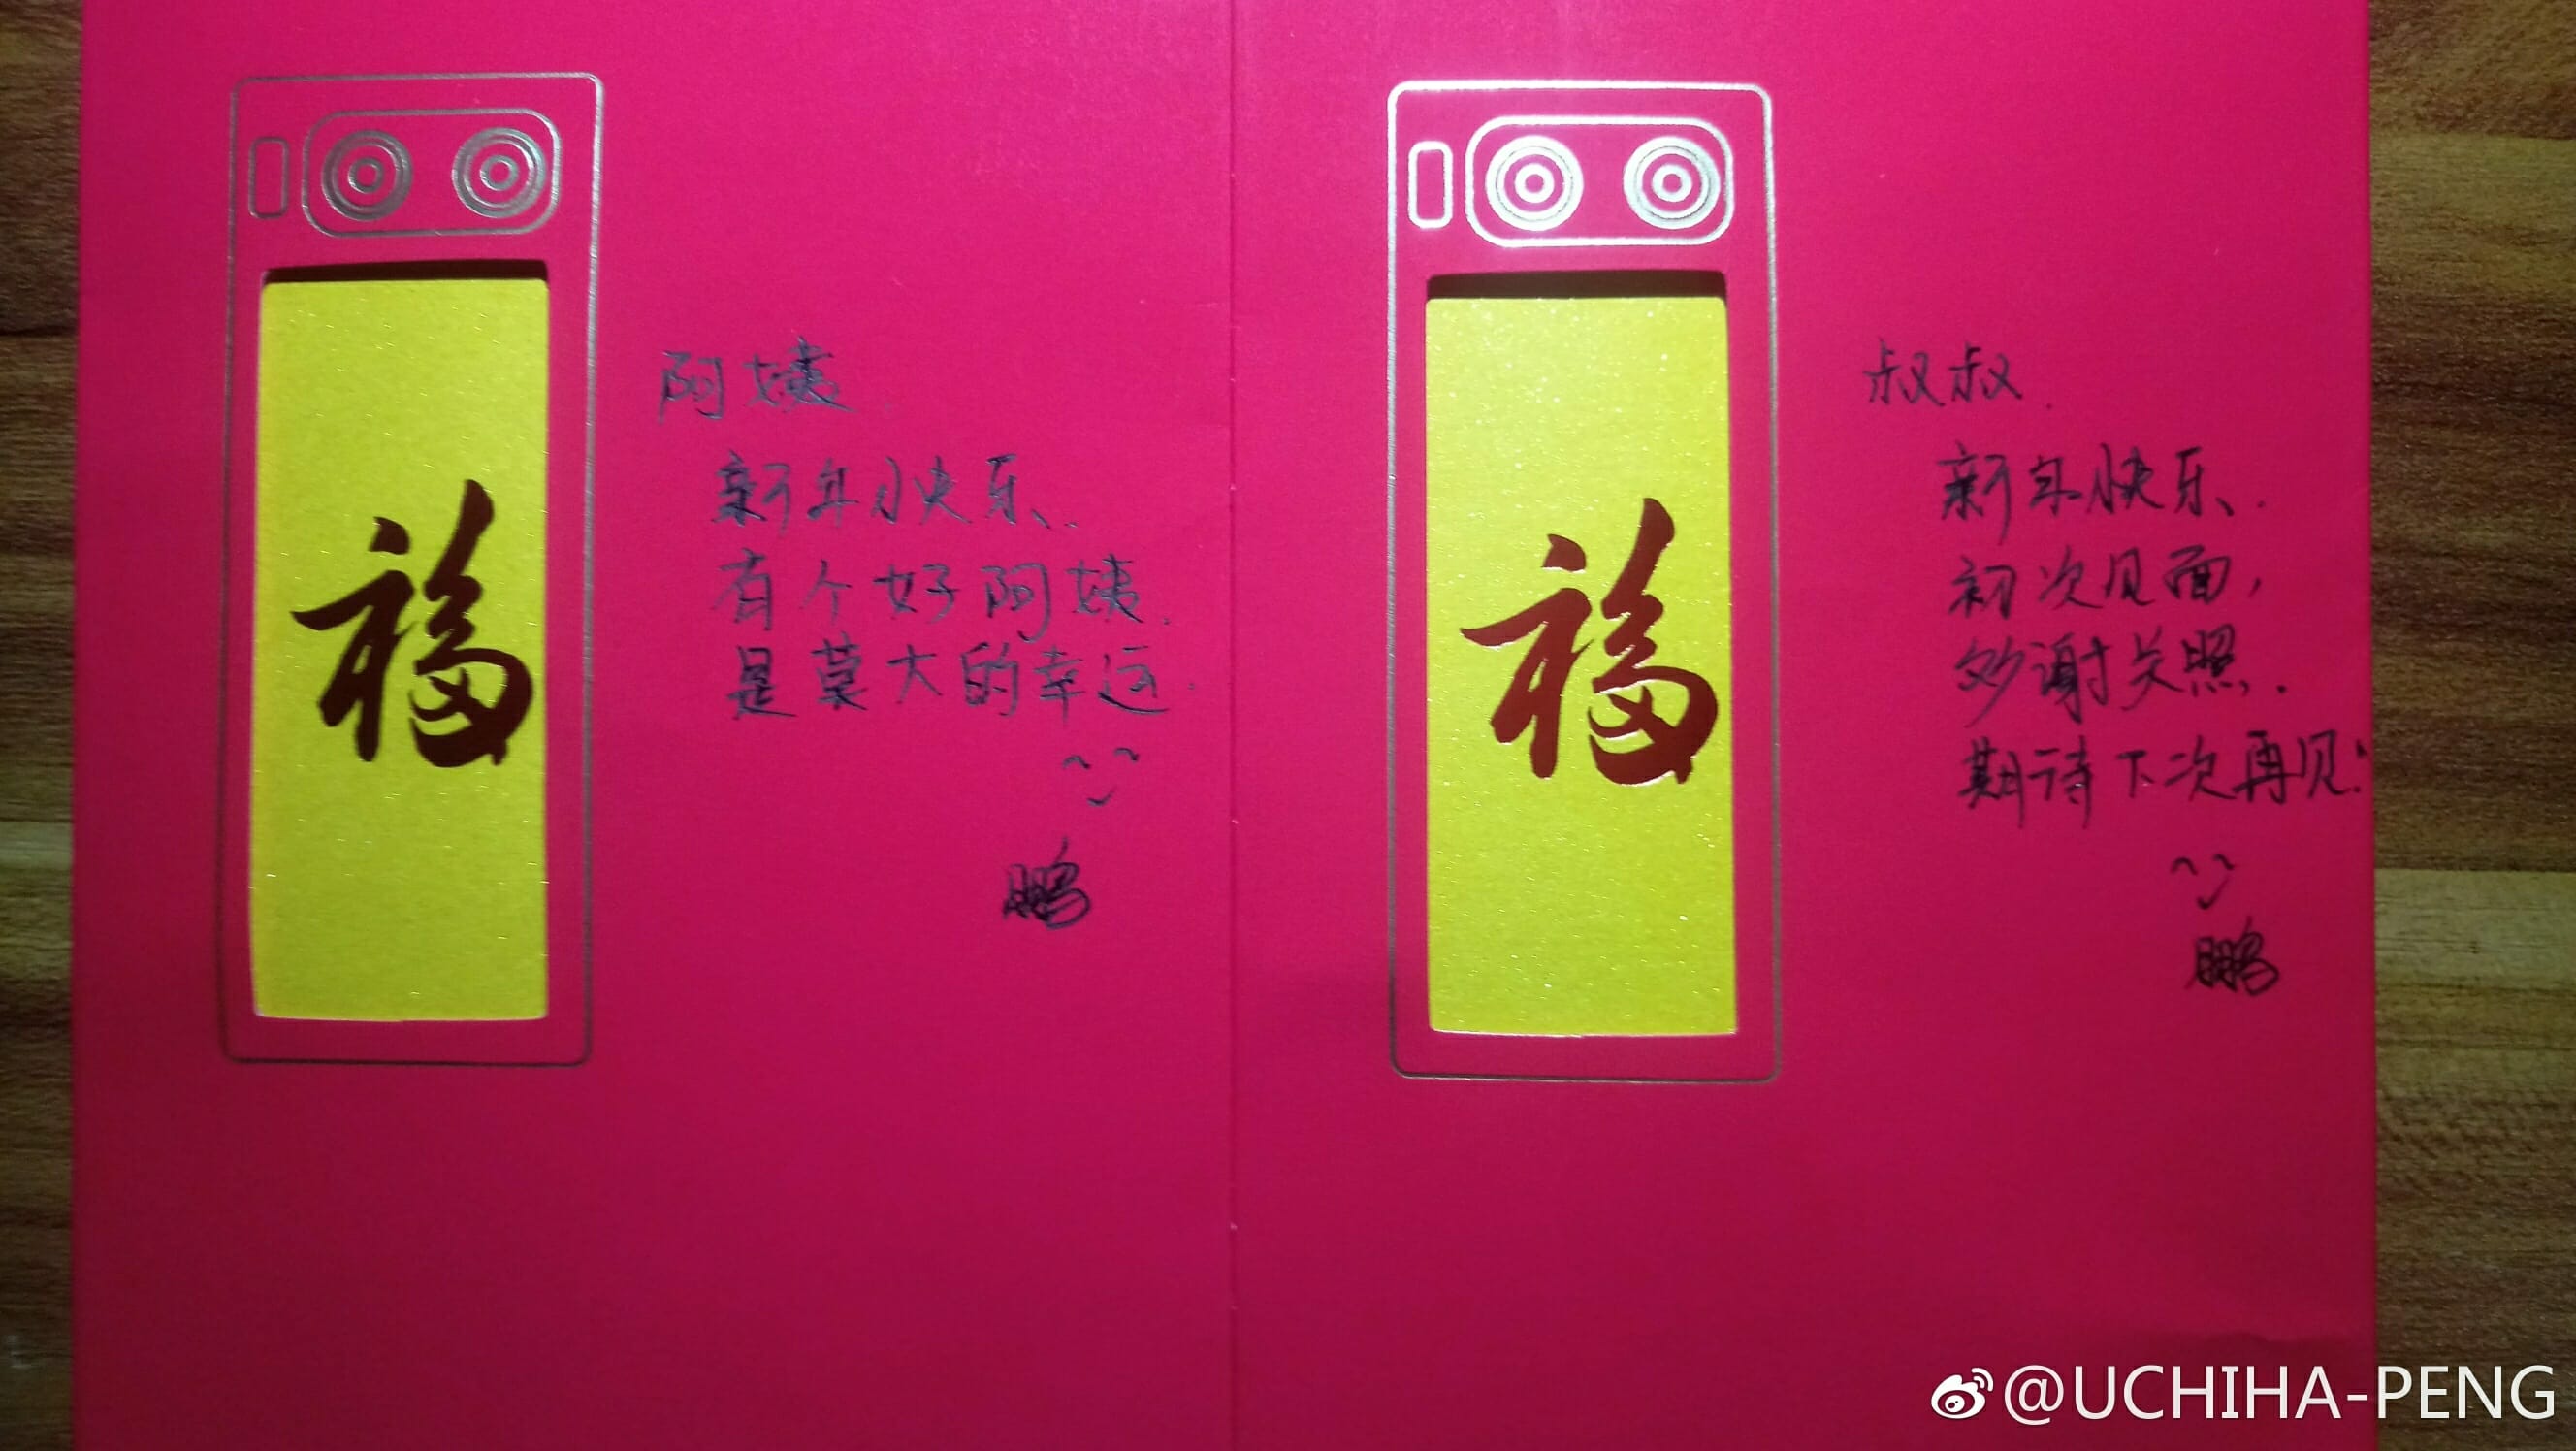 福
阿姨.
新年快乐.
有个好阿姨.
是莫大的幸运.
鹏
福
叔叔.
新年快乐.
初次见面,
多谢关照.
期待下次再见!
鹏
@UCHIHA-PENG